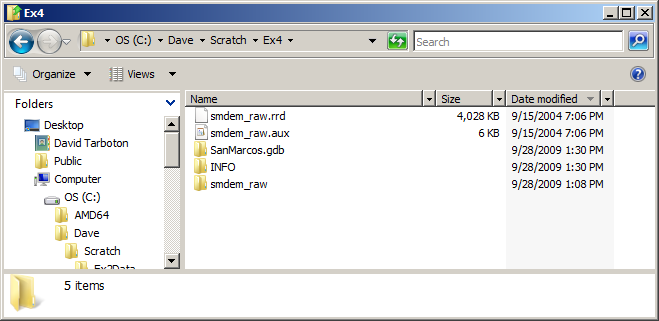 Ex4
OS (C:) Dave Scratch Ex4 Search
Organize Views
Folders Name Size Date modified
Desktop
David Tarboton
Public
Computer
OS (C:)
AMD64
Dave
Scratch
Ex2Data
smdem_raw.rrd 4,028 KB 9/15/2004 7:06 PM
smdem_raw.aux 6 KB 9/15/2004 7:06 PM
SanMarcos.gdb 9/28/2009 1:30 PM
INFO 9/28/2009 1:30 PM
smdem_raw 9/28/2009 1:08 PM
5 items